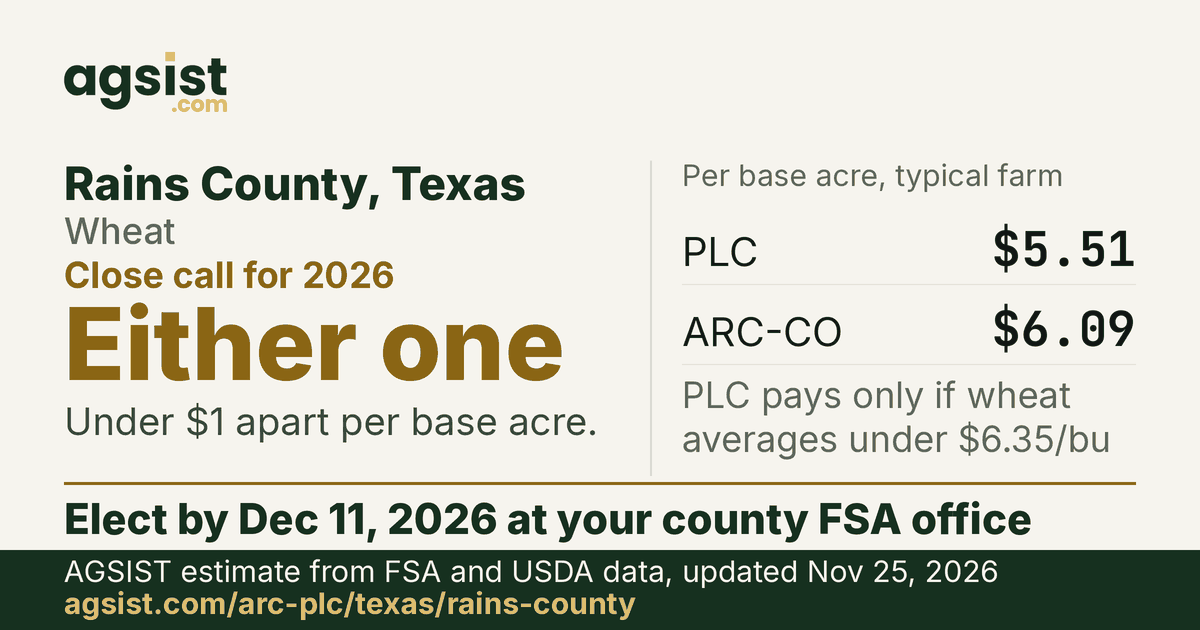 agsist
.com
Rains County, Texas
Wheat
Close call for 2026
Either one
Under $1 apart per base acre.
Per base acre, typical farm
PLC $5.51
ARC-CO $6.09
PLC pays only if wheat
averages under $6.35/bu
Elect by Dec 11, 2026 at your county FSA office
AGSIST estimate from FSA and USDA data, updated Nov 25, 2026
agsist.com/arc-plc/texas/rains-county